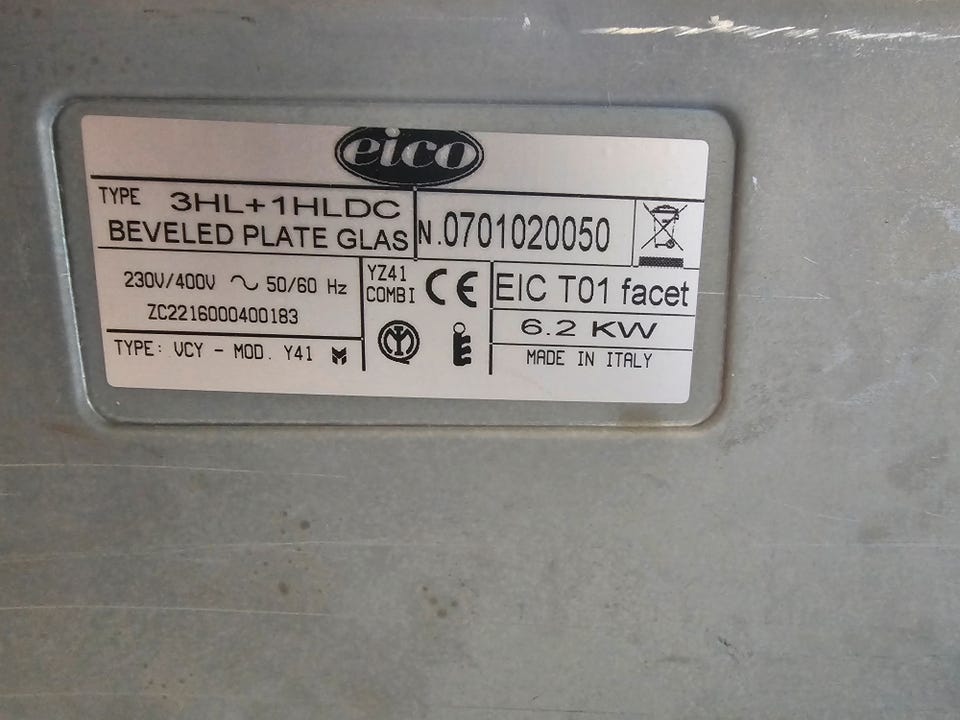 eico
TYPE 3HL+1HLDC
BEVELED PLATE GLAS
N.0701020050
230V/400V ~ 50/60 Hz
ZC2216000400183
TYPE: VCY - MOD. Y41 M
YZ41
COMBI
CE
EIC T01 facet
6.2 KW
MADE IN ITALY